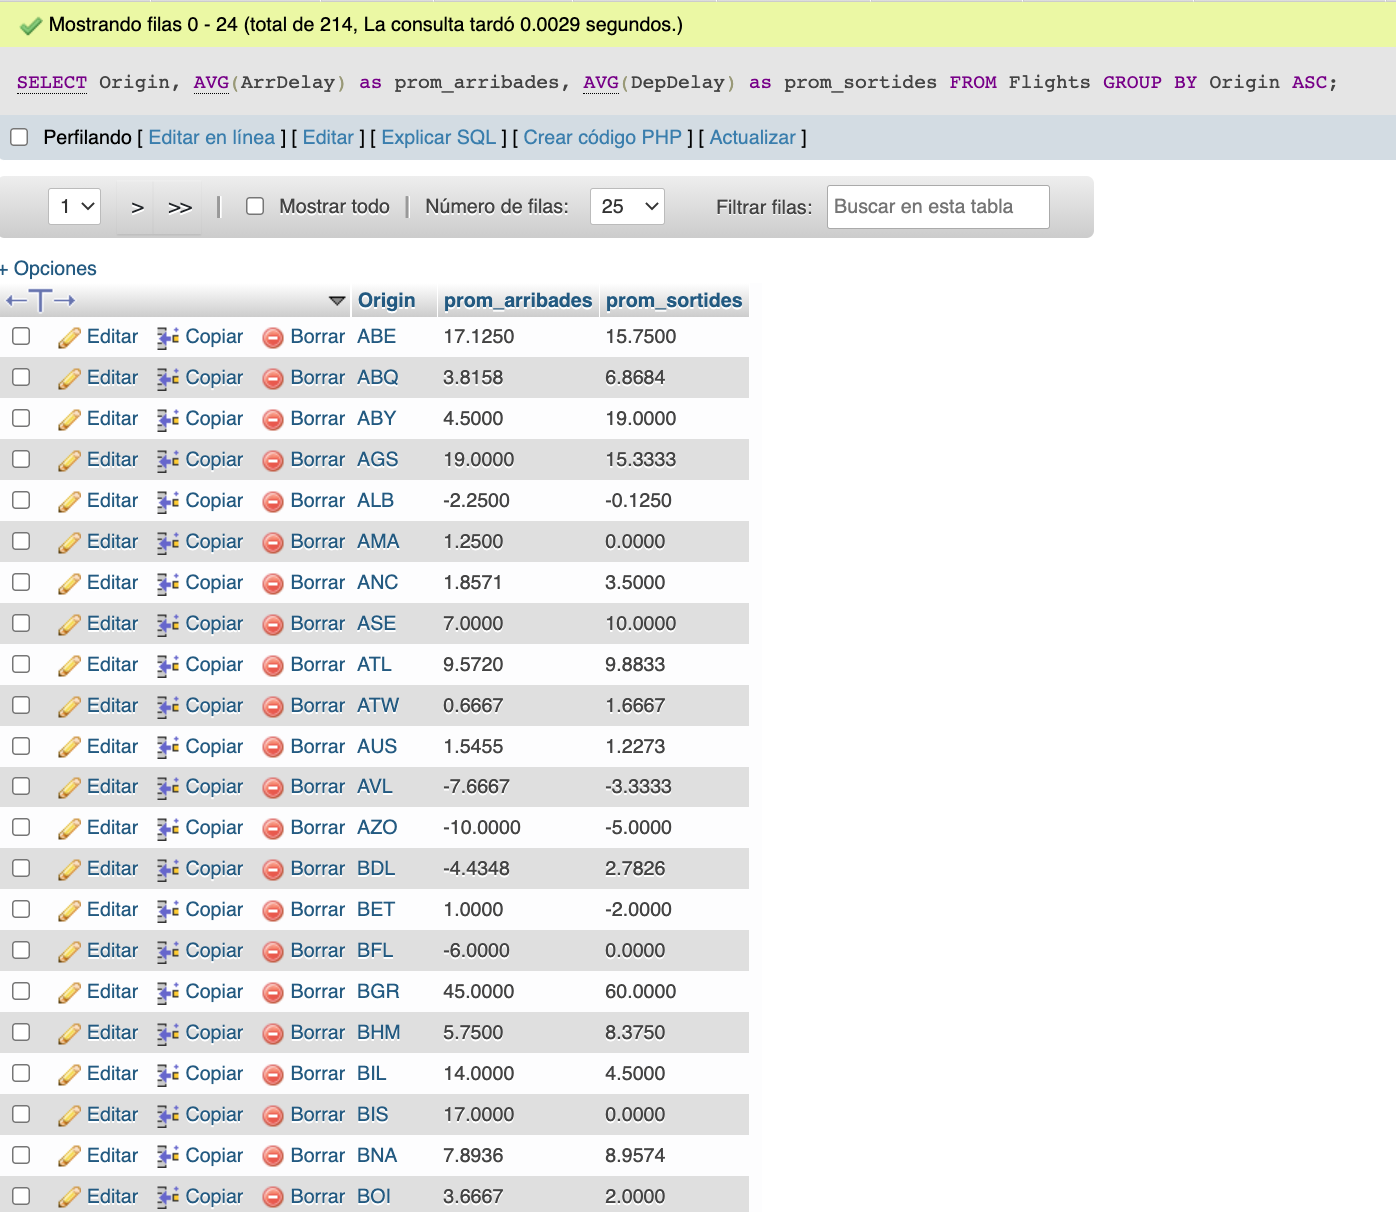 Mostrando filas 0 - 24 (total de 214, La consulta tardó 0.0029 segundos.)
SELECT Origin, AVG(ArrDelay) as prom_arribades, AVG(DepDelay) as prom_sortides FROM Flights GROUP BY Origin ASC;
Perfilando [ Editar en línea ] [ Editar ] [ Explicar SQL ] [ Crear código PHP ] [ Actualizar ]
1 > >> | Mostrar todo | Número de filas: 25 Filtrar filas: Buscar en esta tabla
+ Opciones
←T→ Origin prom_arribades prom_sortides
Editar Copiar Borrar ABE 17.1250 15.7500
Editar Copiar Borrar ABQ 3.8158 6.8684
Editar Copiar Borrar ABY 4.5000 19.0000
Editar Copiar Borrar AGS 19.0000 15.3333
Editar Copiar Borrar ALB -2.2500 -0.1250
Editar Copiar Borrar AMA 1.2500 0.0000
Editar Copiar Borrar ANC 1.8571 3.5000
Editar Copiar Borrar ASE 7.0000 10.0000
Editar Copiar Borrar ATL 9.5720 9.8833
Editar Copiar Borrar ATW 0.6667 1.6667
Editar Copiar Borrar AUS 1.5455 1.2273
Editar Copiar Borrar AVL -7.6667 -3.3333
Editar Copiar Borrar AZO -10.0000 -5.0000
Editar Copiar Borrar BDL -4.4348 2.7826
Editar Copiar Borrar BET 1.0000 -2.0000
Editar Copiar Borrar BFL -6.0000 0.0000
Editar Copiar Borrar BGR 45.0000 60.0000
Editar Copiar Borrar BHM 5.7500 8.3750
Editar Copiar Borrar BIL 14.0000 4.5000
Editar Copiar Borrar BIS 17.0000 0.0000
Editar Copiar Borrar BNA 7.8936 8.9574
Editar Copiar Borrar BOI 3.6667 2.0000